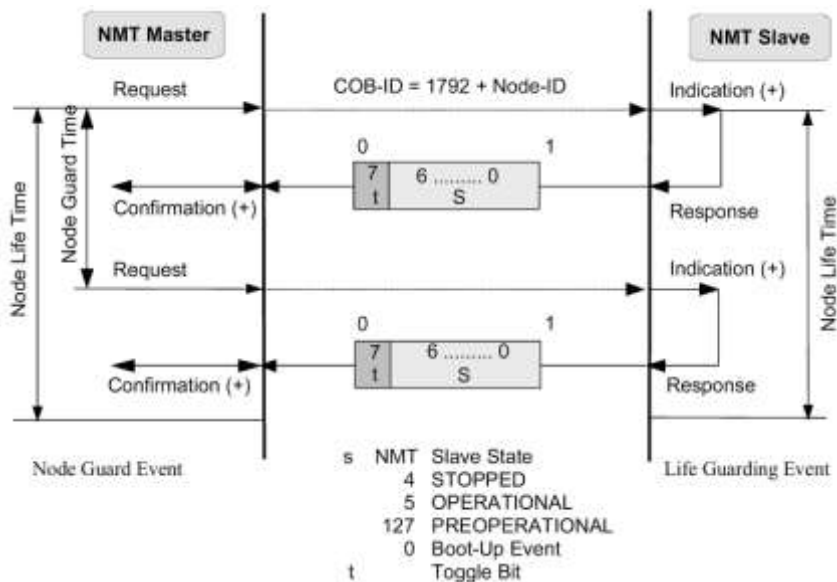 NMT Master
NMT Slave
Request
COB-ID = 1792 + Node-ID
Indication (+)
Node Life Time
Node Guard Time
0 1
7 6 ......... 0
t S
Confirmation (+)
Response
Node Life Time
Request
Indication (+)
0 1
7 6 ......... 0
t S
Confirmation (+)
Response
Node Guard Event
Life Guarding Event
s NMT Slave State
4 STOPPED
5 OPERATIONAL
127 PREOPERATIONAL
0 Boot-Up Event
t Toggle Bit